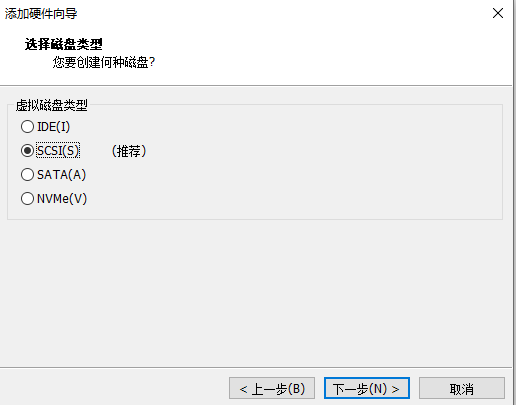 添加硬件向导
选择磁盘类型
您要创建何种磁盘?
虚拟磁盘类型
IDE(I)
SCSI(S) (推荐)
SATA(A)
NVMe(V)
< 上一步(B) 下一步(N) > 取消